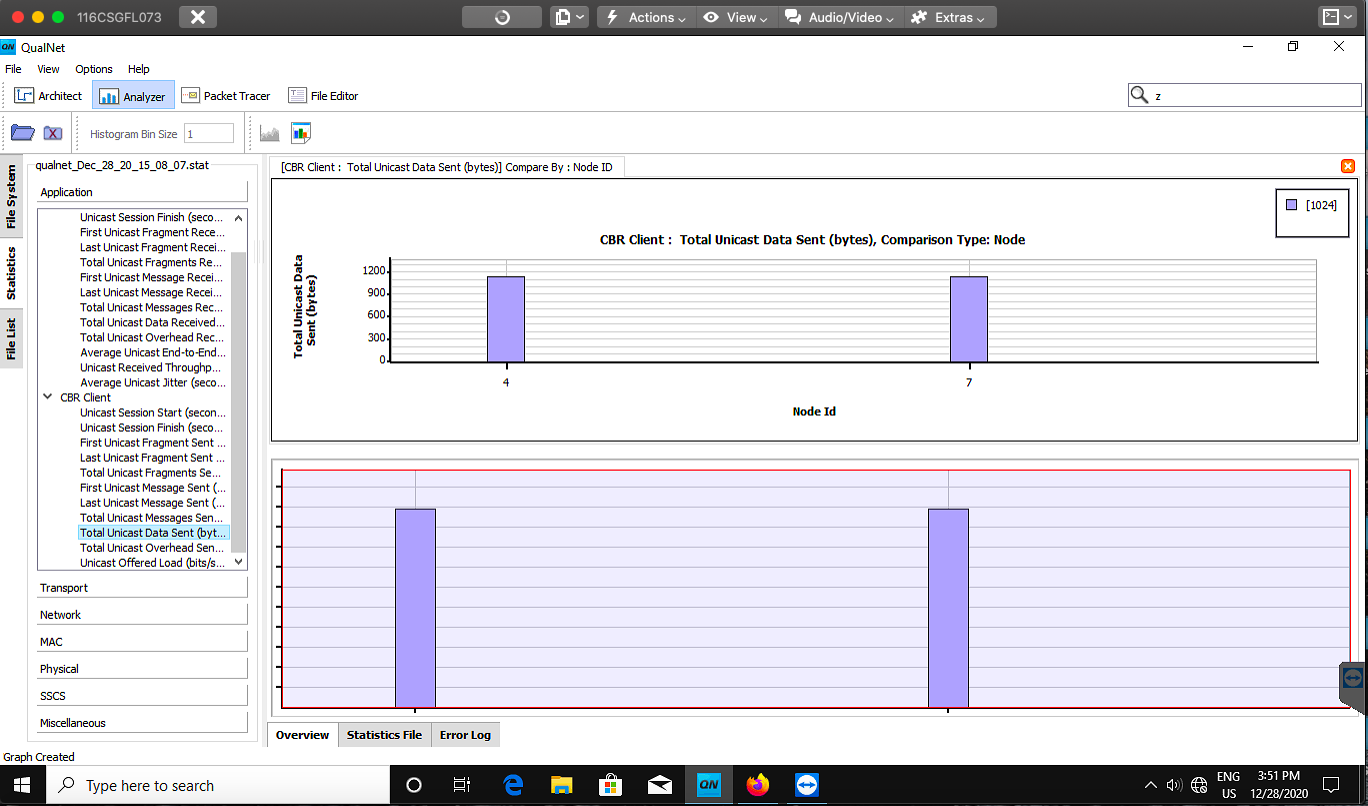 116CSGFL073
Actions
View
Audio/Video
Extras
QN QualNet
File View Options Help
Architect Analyzer Packet Tracer File Editor
z
Histogram Bin Size 1
File System
Statistics
File List
qualnet_Dec_28_20_15_08_07.stat
Application
Unicast Session Finish (seco...
First Unicast Fragment Rece...
Last Unicast Fragment Recei...
Total Unicast Fragments Re...
First Unicast Message Recei...
Last Unicast Message Recei...
Total Unicast Messages Rec...
Total Unicast Data Received...
Total Unicast Overhead Rec...
Average Unicast End-to-End...
Unicast Received Throughp...
Average Unicast Jitter (seco...
CBR Client
Unicast Session Start (secon...
Unicast Session Finish (seco...
First Unicast Fragment Sent ...
Last Unicast Fragment Sent ...
Total Unicast Fragments Se...
First Unicast Message Sent (...
Last Unicast Message Sent (...
Total Unicast Messages Sen...
Total Unicast Data Sent (byt...
Total Unicast Overhead Sen...
Unicast Offered Load (bits/s...
Transport
Network
MAC
Physical
SSCS
Miscellaneous
[CBR Client : Total Unicast Data Sent (bytes)] Compare By : Node ID
[1024]
CBR Client : Total Unicast Data Sent (bytes), Comparison Type: Node
Total Unicast Data
Sent (bytes)
1200
900
600
300
0
4 7
Node Id
Overview Statistics File Error Log
Graph Created
Type here to search
QN
ENG
US
3:51 PM
12/28/2020